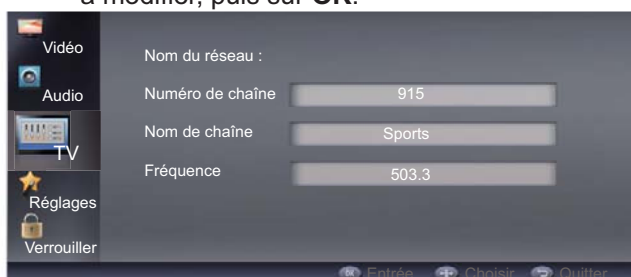 à modifier, puis sur OK.
Vidéo
Audio
TV
Réglages
Verrouiller
Nom du réseau :
Numéro de chaîne 915
Nom de chaîne Sports
Fréquence 503.3
OK Entrée Choisir Quitter